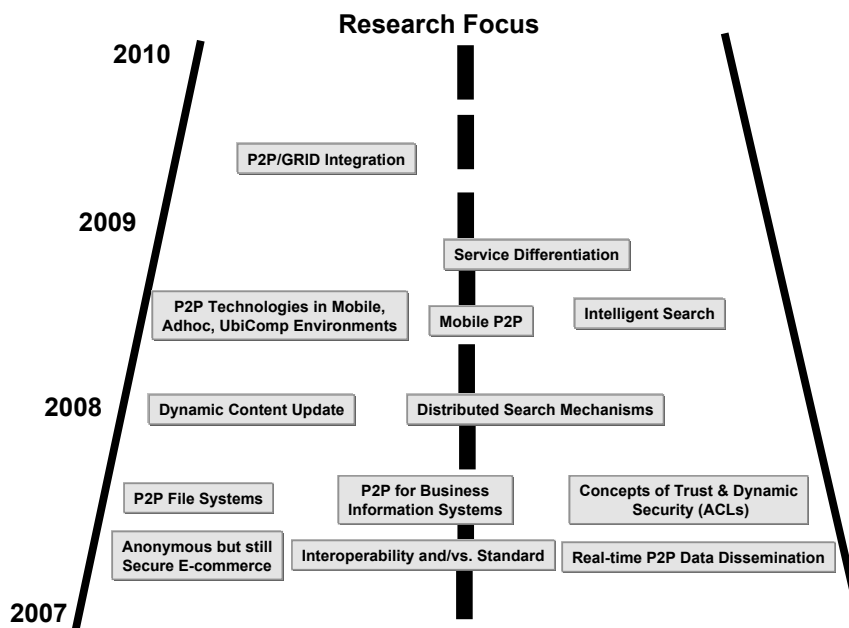 Research Focus
2010
P2P/GRID Integration
2009
Service Differentiation
P2P Technologies in Mobile,
Adhoc, UbiComp Environments
Mobile P2P
Intelligent Search
2008
Dynamic Content Update
Distributed Search Mechanisms
P2P File Systems
P2P for Business
Information Systems
Concepts of Trust & Dynamic
Security (ACLs)
Anonymous but still
Secure E-commerce
Interoperability and/vs. Standard
Real-time P2P Data Dissemination
2007